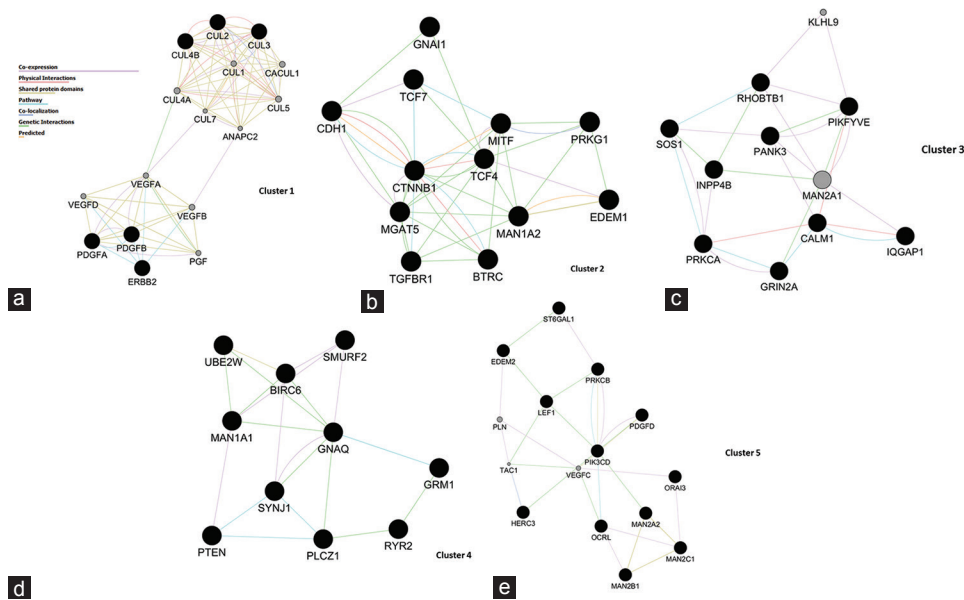 Co-expression
Physical Interactions
Shared protein domains
Pathway
Co-localization
Genetic Interactions
Predicted
CUL2
CUL3
CUL4B
CUL1
CACUL1
CUL4A
CUL5
CUL7
ANAPC2
VEGFA
VEGFD
VEGFB
PDGFB
PDGFA
PGF
ERBB2
Cluster 1
a
GNAI1
TCF7
CDH1
MITF
PRKG1
TCF4
CTNNB1
EDEM1
MGAT5
MAN1A2
TGFBR1
BTRC
Cluster 2
b
KLHL9
RHOBTB1
PIKFYVE
SOS1
PANK3
Cluster 3
INPP4B
MAN2A1
CALM1
IQGAP1
PRKCA
GRIN2A
c
UBE2W
SMURF2
BIRC6
MAN1A1
GNAQ
GRM1
SYNJ1
PTEN
PLCZ1
RYR2
Cluster 4
d
ST6GAL1
EDEM2
PRKCB
LEF1
PLN
PDGFD
PIK3CD
TAC1
VEGFC
ORAI3
Cluster 5
HERC3
OCRL
MAN2A2
MAN2C1
MAN2B1
e